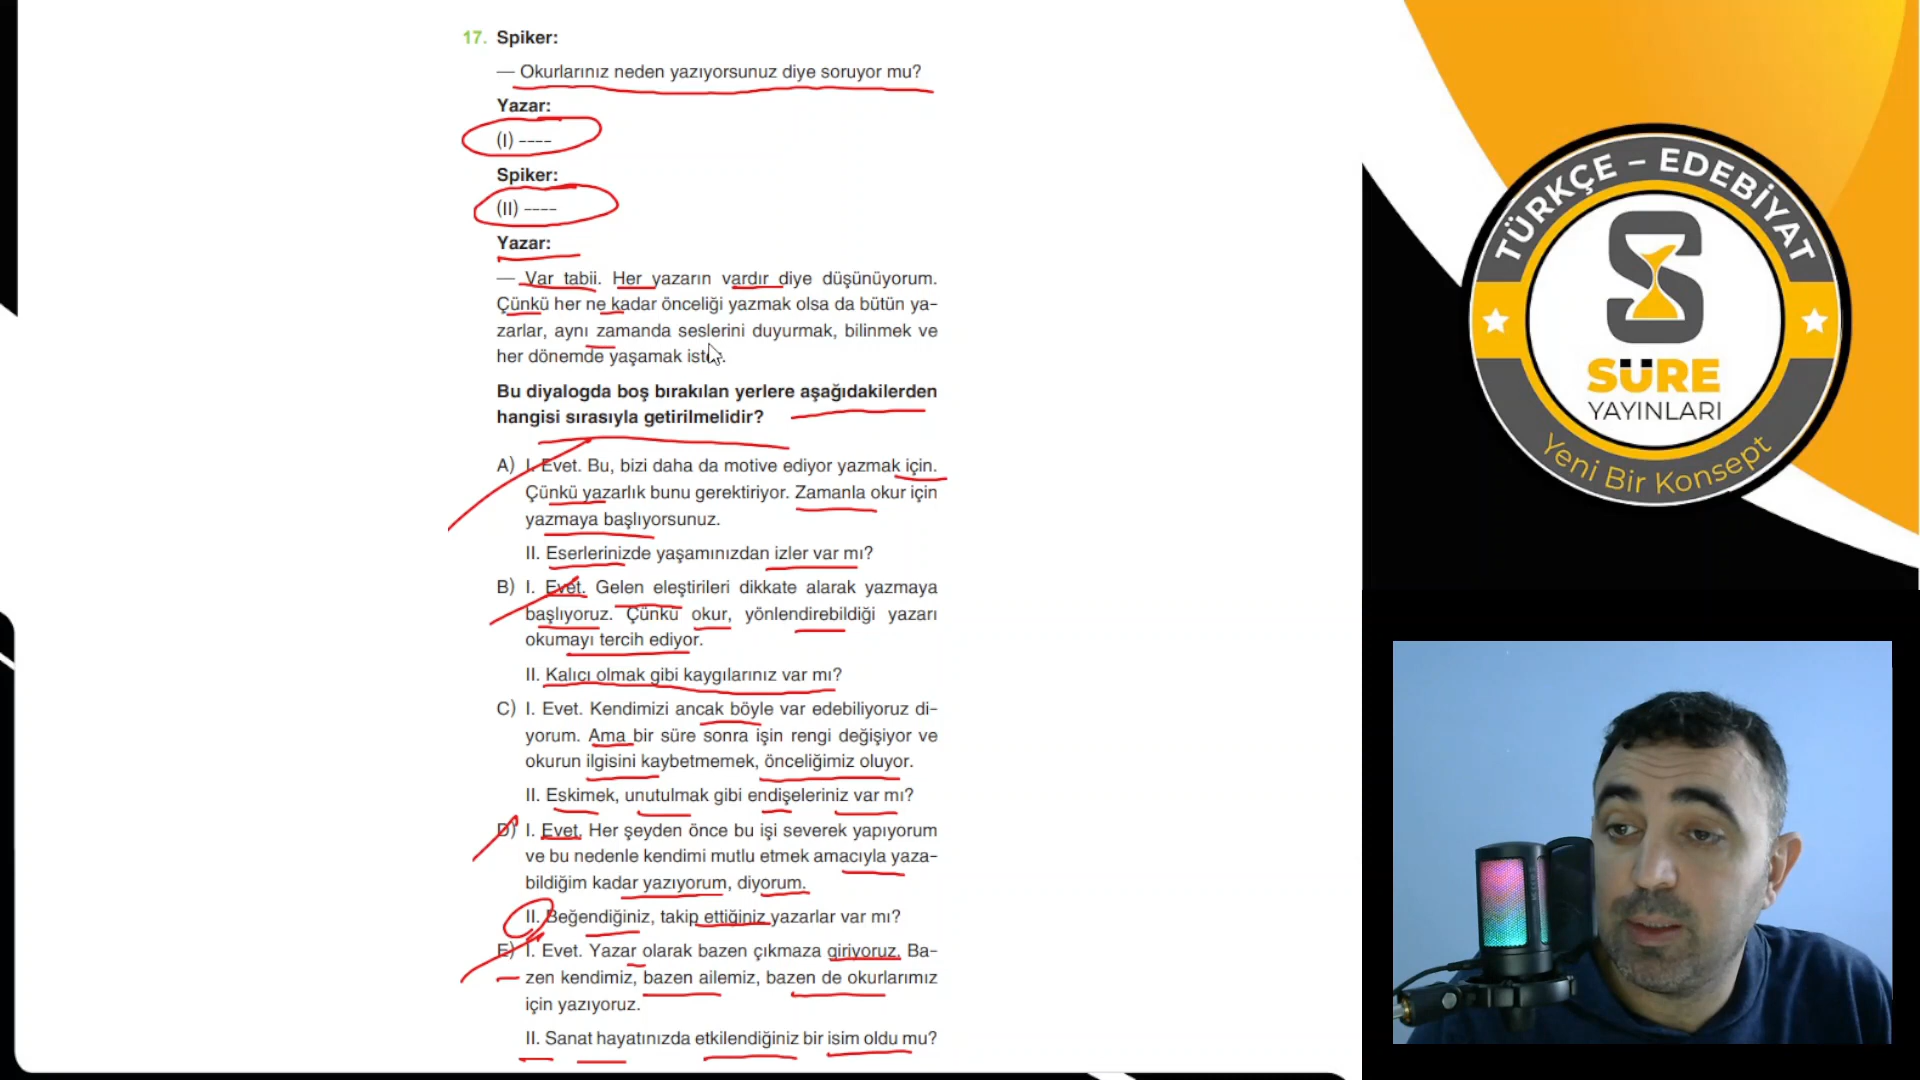 17. Spiker:
— Okurlarınız neden yazıyorsunuz diye soruyor mu?
Yazar:
(I) ----
Spiker:
(II) ----
Yazar:
— Var tabii. Her yazarın vardır diye düşünüyorum.
Çünkü her ne kadar önceliği yazmak olsa da bütün ya-
zarlar, aynı zamanda seslerini duyurmak, bilinmek ve
her dönemde yaşamak ister.
Bu diyalogda boş bırakılan yerlere aşağıdakilerden
hangisi sırasıyla getirilmelidir?
A) I. Evet. Bu, bizi daha da motive ediyor yazmak için.
Çünkü yazarlık bunu gerektiriyor. Zamanla okur için
yazmaya başlıyorsunuz.
II. Eserlerinizde yaşamınızdan izler var mı?
B) I. Evet. Gelen eleştirileri dikkate alarak yazmaya
başlıyoruz. Çünkü okur, yönlendirebildiği yazarı
okumayı tercih ediyor.
II. Kalıcı olmak gibi kaygılarınız var mı?
C) I. Evet. Kendimizi ancak böyle var edebiliyoruz di-
yorum. Ama bir süre sonra işin rengi değişiyor ve
okurun ilgisini kaybetmemek, önceliğimiz oluyor.
II. Eskimek, unutulmak gibi endişeleriniz var mı?
D) I. Evet. Her şeyden önce bu işi severek yapıyorum
ve bu nedenle kendimi mutlu etmek amacıyla yaza-
bildiğim kadar yazıyorum, diyorum.
II. Beğendiğiniz, takip ettiğiniz yazarlar var mı?
E) I. Evet. Yazar olarak bazen çıkmaza giriyoruz. Ba-
zen kendimiz, bazen ailemiz, bazen de okurlarımız
için yazıyoruz.
II. Sanat hayatınızda etkilendiğiniz bir isim oldu mu?
TÜRKÇE – EDEBİYAT
SÜRE
YAYINLARI
Yeni Bir Konsept